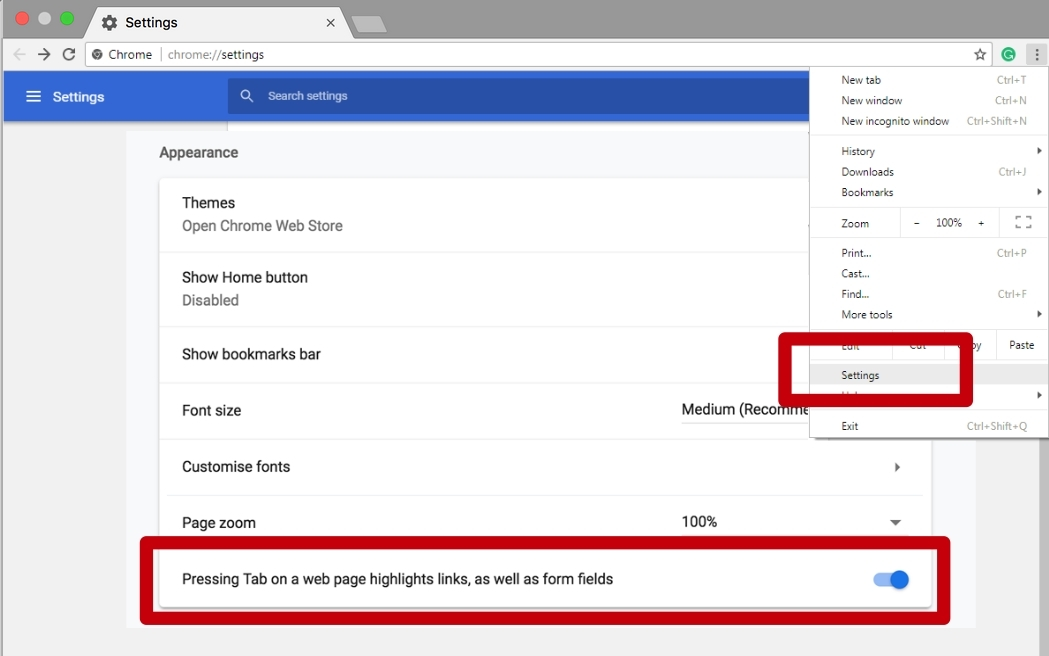 Settings
Chrome chrome://settings
Settings
Search settings
Appearance
Themes
Open Chrome Web Store
Show Home button
Disabled
Show bookmarks bar
Font size
Medium (Recomme
Customise fonts
Page zoom
100%
Pressing Tab on a web page highlights links, as well as form fields
New tab Ctrl+T
New window Ctrl+N
New incognito window Ctrl+Shift+N
History
Downloads Ctrl+J
Bookmarks
Zoom - 100% +
Print... Ctrl+P
Cast...
Find... Ctrl+F
More tools
Edit Cut Paste
Settings
Exit Ctrl+Shift+Q